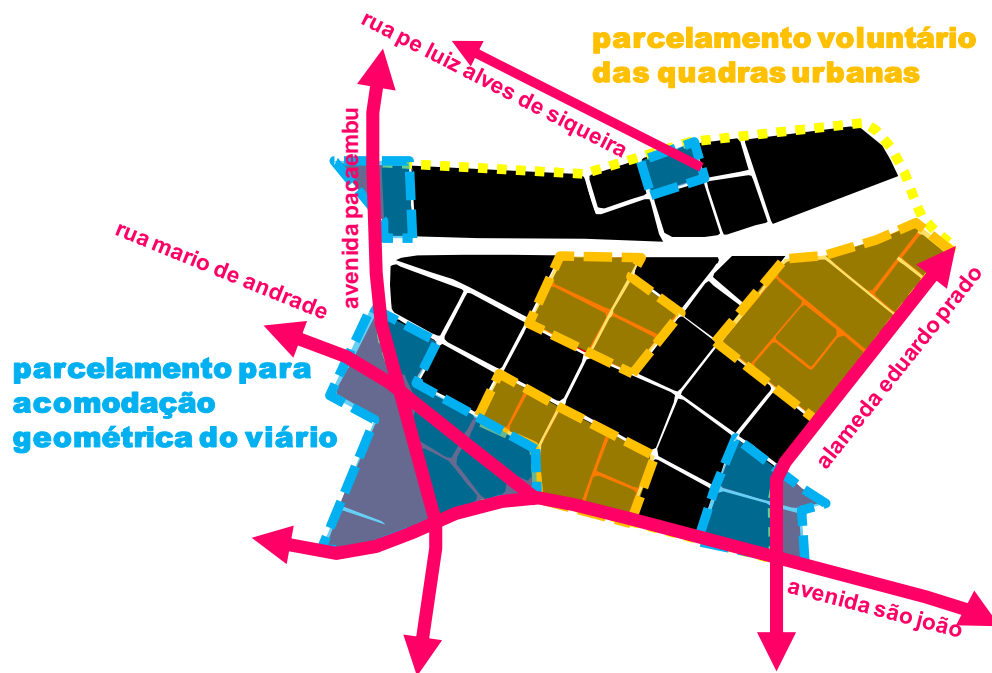 rua pe luiz alves de siqueira
parcelamento voluntário
das quadras urbanas
avenida pacaembu
rua mario de andrade
alameda eduardo prado
parcelamento para
acomodação
geométrica do viário
avenida são joão